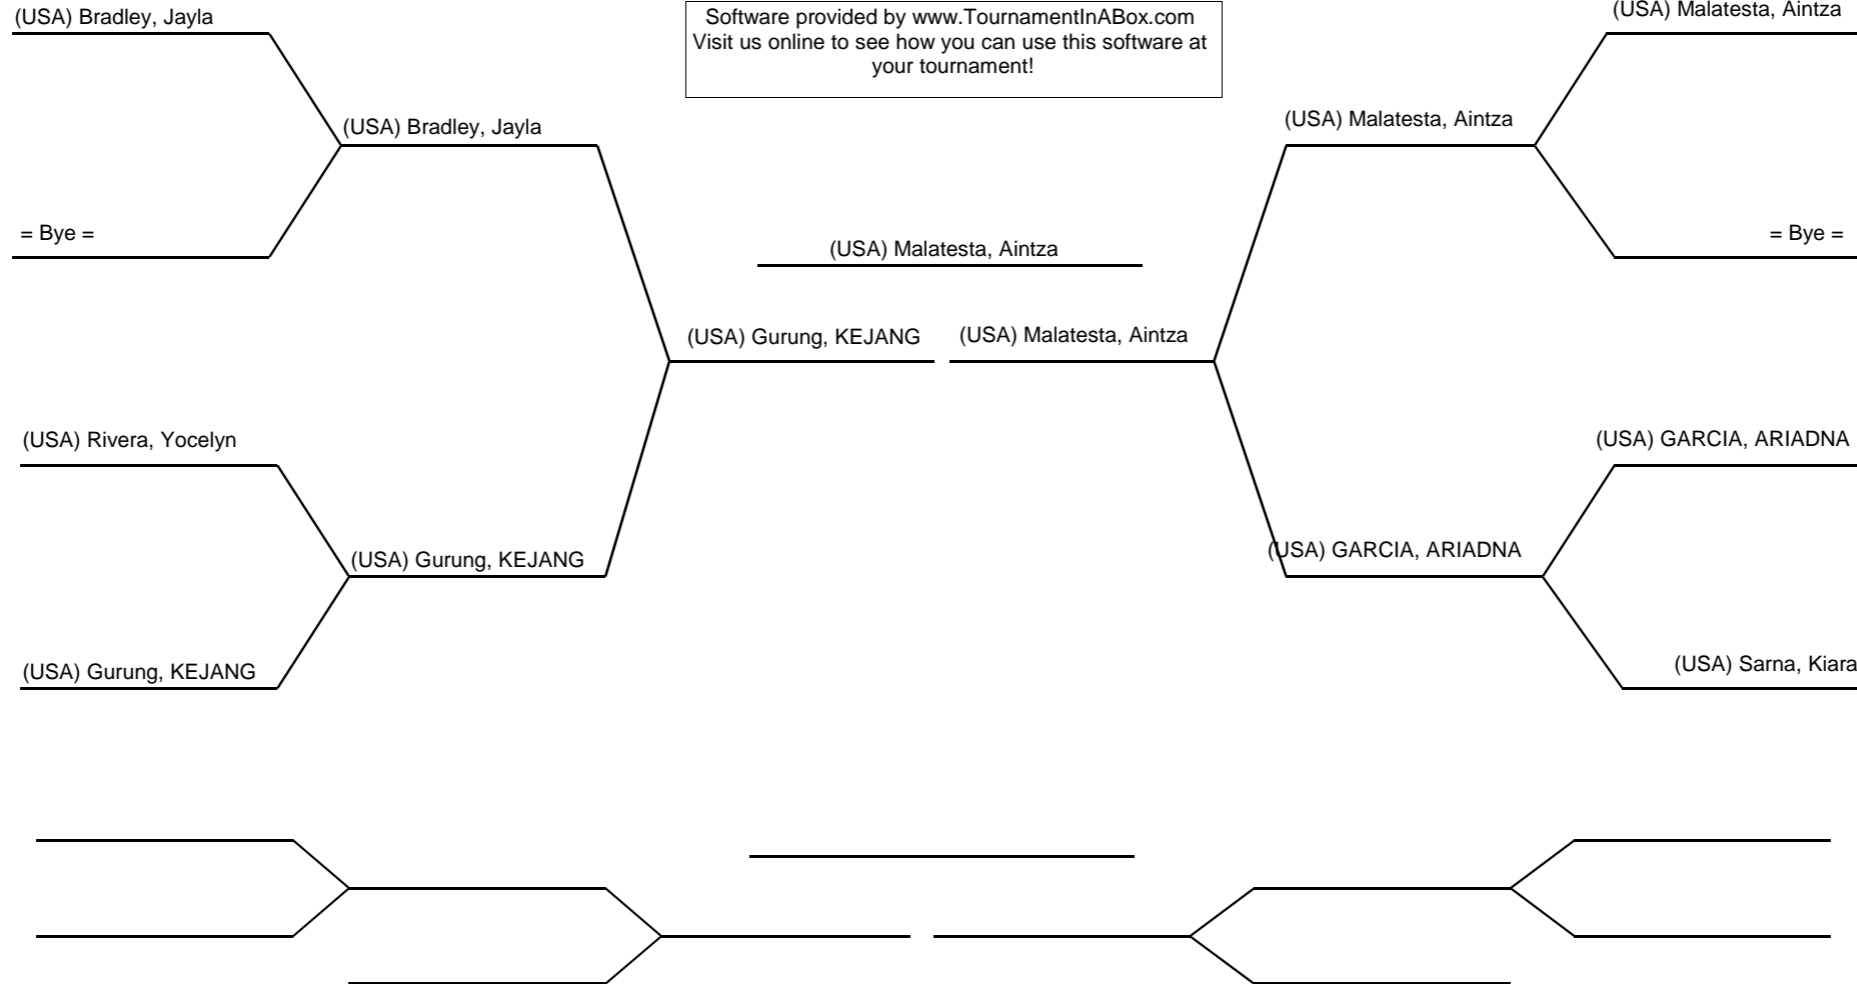 (USA) Bradley, Jayla
Software provided by www.TournamentInABox.com
Visit us online to see how you can use this software at
your tournament!
(USA) Malatesta, Aintza
(USA) Bradley, Jayla
(USA) Malatesta, Aintza
= Bye =
(USA) Malatesta, Aintza
= Bye =
(USA) Gurung, KEJANG
(USA) Malatesta, Aintza
(USA) Rivera, Yocelyn
(USA) GARCIA, ARIADNA
(USA) Gurung, KEJANG
(USA) GARCIA, ARIADNA
(USA) Gurung, KEJANG
(USA) Sarna, Kiara